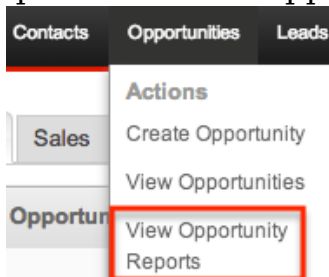 Contacts Opportunities Leads
Actions
Sales Create Opportunity
View Opportunities
Opportun View Opportunity
Reports